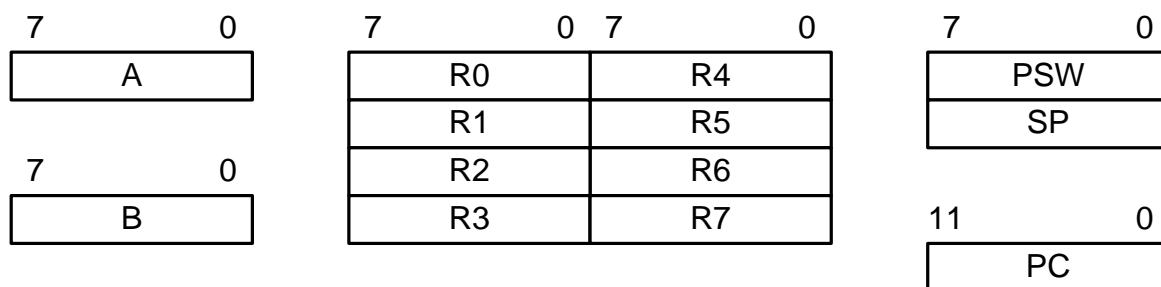 7 0 7 0 7 0 7 0
A R0 R4 PSW
R1 R5 SP
7 0 R2 R6
B R3 R7 11 0
PC